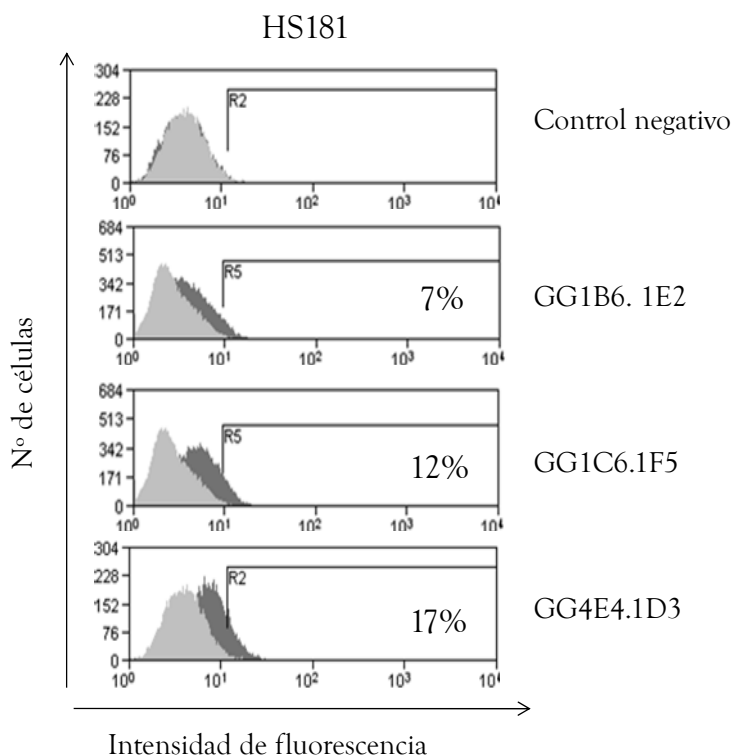 HS181
304
228
152
76
0
R2
10⁰ 10¹ 10² 10³ 10⁴
Control negativo
684
513
342
171
0
R5
7%
10⁰ 10¹ 10² 10³ 10⁴
GG1B6. 1E2
684
513
342
171
0
R5
12%
10⁰ 10¹ 10² 10³ 10⁴
GG1C6.1F5
304
228
152
76
0
R2
17%
10⁰ 10¹ 10² 10³ 10⁴
GG4E4.1D3
Nº de células
Intensidad de fluorescencia